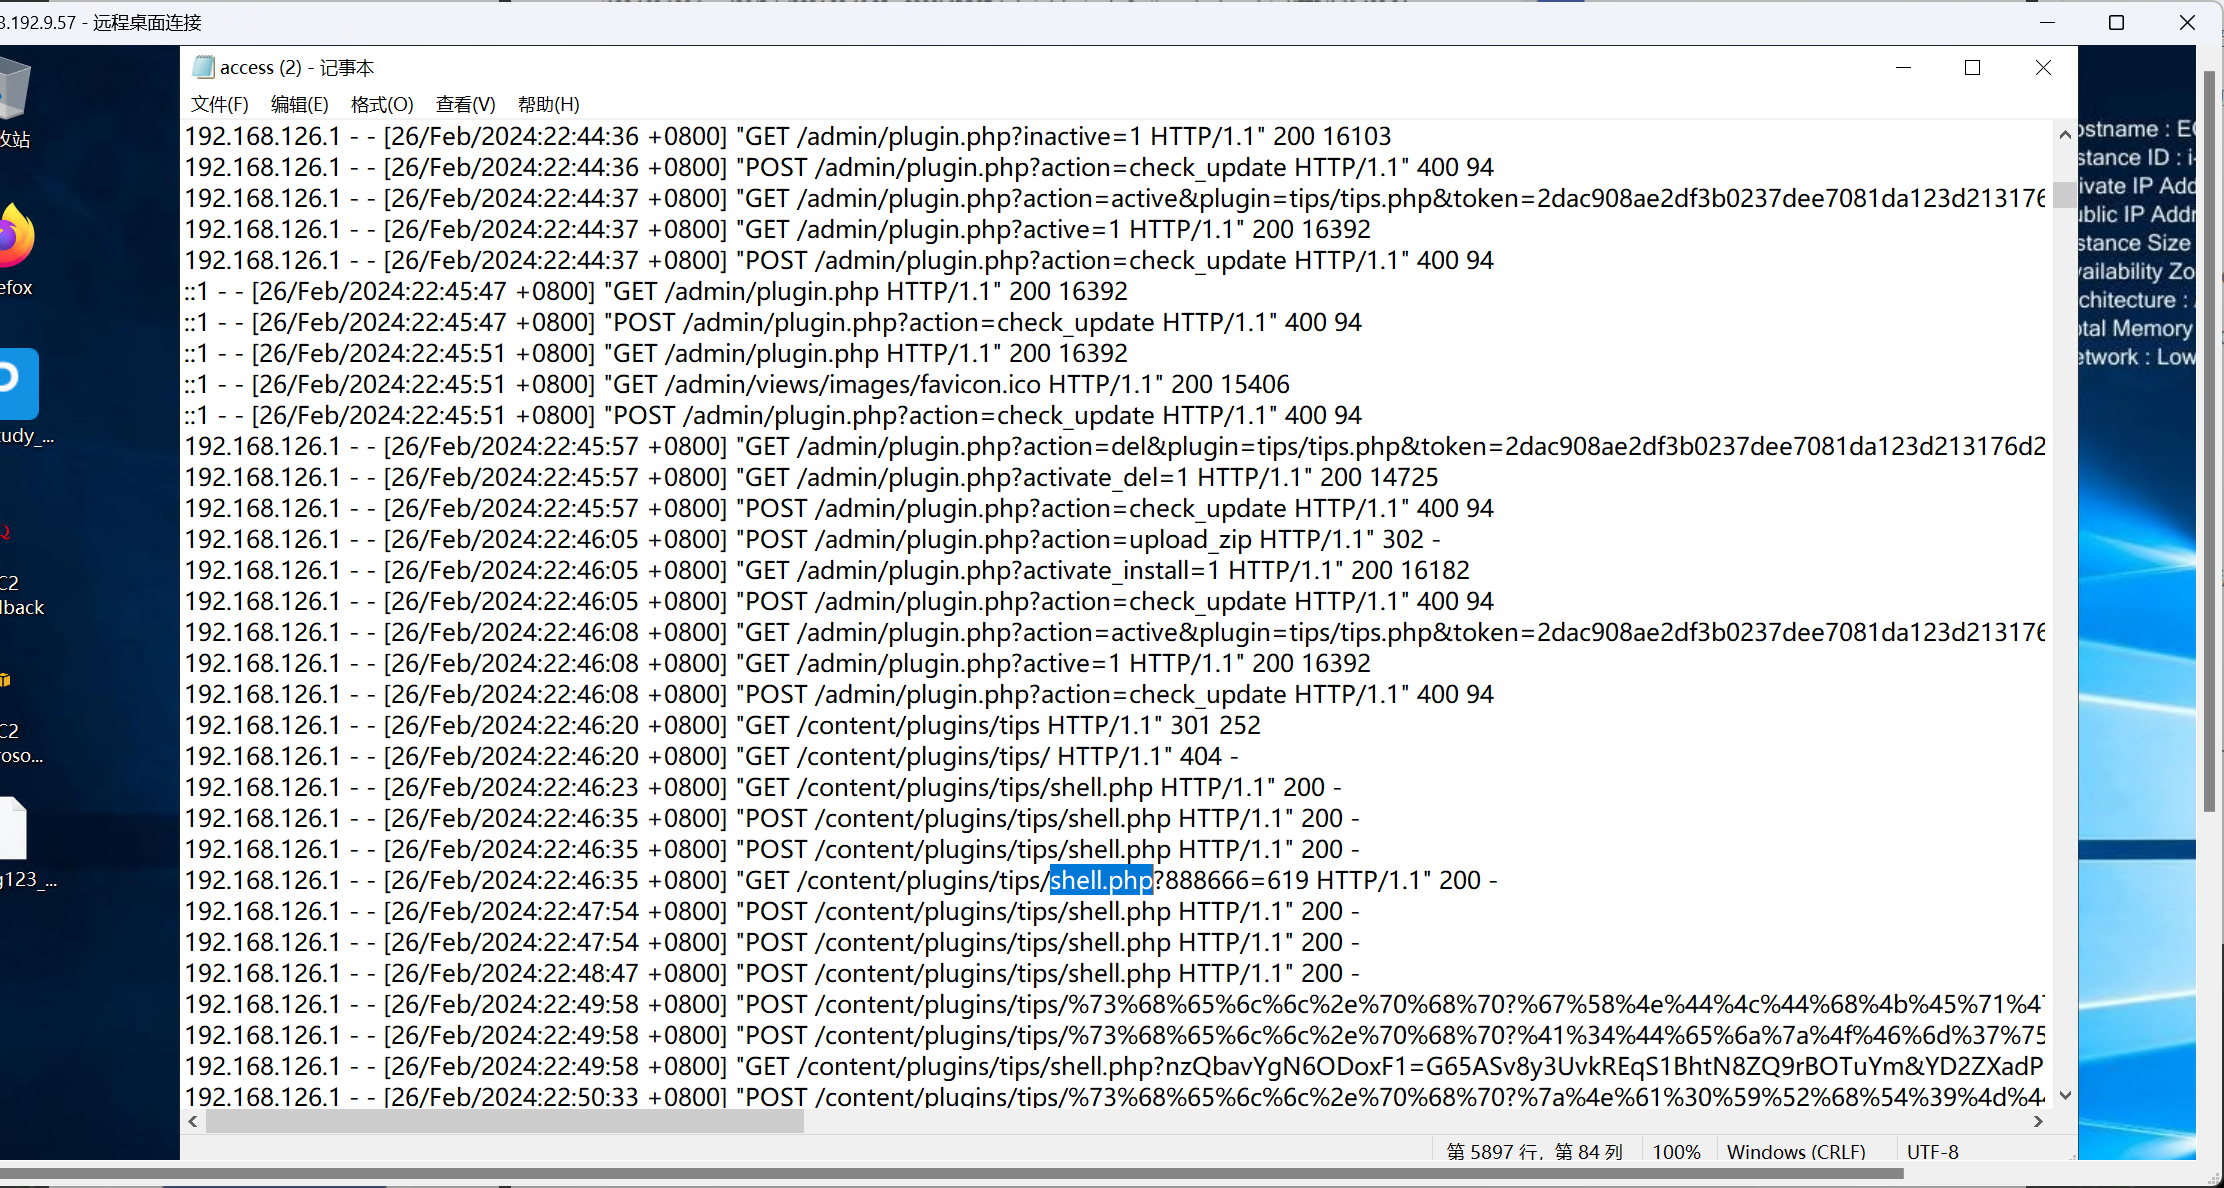 3.192.9.57 - 远程桌面连接
access (2) - 记事本
文件(F) 编辑(E) 格式(O) 查看(V) 帮助(H)
192.168.126.1 - - [26/Feb/2024:22:44:36 +0800] "GET /admin/plugin.php?inactive=1 HTTP/1.1" 200 16103
192.168.126.1 - - [26/Feb/2024:22:44:36 +0800] "POST /admin/plugin.php?action=check_update HTTP/1.1" 400 94
192.168.126.1 - - [26/Feb/2024:22:44:37 +0800] "GET /admin/plugin.php?action=active&plugin=tips/tips.php&token=2dac908ae2df3b0237dee7081da123d213176
192.168.126.1 - - [26/Feb/2024:22:44:37 +0800] "GET /admin/plugin.php?active=1 HTTP/1.1" 200 16392
192.168.126.1 - - [26/Feb/2024:22:44:37 +0800] "POST /admin/plugin.php?action=check_update HTTP/1.1" 400 94
::1 - - [26/Feb/2024:22:45:47 +0800] "GET /admin/plugin.php HTTP/1.1" 200 16392
::1 - - [26/Feb/2024:22:45:47 +0800] "POST /admin/plugin.php?action=check_update HTTP/1.1" 400 94
::1 - - [26/Feb/2024:22:45:51 +0800] "GET /admin/plugin.php HTTP/1.1" 200 16392
::1 - - [26/Feb/2024:22:45:51 +0800] "GET /admin/views/images/favicon.ico HTTP/1.1" 200 15406
::1 - - [26/Feb/2024:22:45:51 +0800] "POST /admin/plugin.php?action=check_update HTTP/1.1" 400 94
192.168.126.1 - - [26/Feb/2024:22:45:57 +0800] "GET /admin/plugin.php?action=del&plugin=tips/tips.php&token=2dac908ae2df3b0237dee7081da123d213176d2
192.168.126.1 - - [26/Feb/2024:22:45:57 +0800] "GET /admin/plugin.php?activate_del=1 HTTP/1.1" 200 14725
192.168.126.1 - - [26/Feb/2024:22:45:57 +0800] "POST /admin/plugin.php?action=check_update HTTP/1.1" 400 94
192.168.126.1 - - [26/Feb/2024:22:46:05 +0800] "POST /admin/plugin.php?action=upload_zip HTTP/1.1" 302 -
192.168.126.1 - - [26/Feb/2024:22:46:05 +0800] "GET /admin/plugin.php?activate_install=1 HTTP/1.1" 200 16182
192.168.126.1 - - [26/Feb/2024:22:46:05 +0800] "POST /admin/plugin.php?action=check_update HTTP/1.1" 400 94
192.168.126.1 - - [26/Feb/2024:22:46:08 +0800] "GET /admin/plugin.php?action=active&plugin=tips/tips.php&token=2dac908ae2df3b0237dee7081da123d213176
192.168.126.1 - - [26/Feb/2024:22:46:08 +0800] "GET /admin/plugin.php?active=1 HTTP/1.1" 200 16392
192.168.126.1 - - [26/Feb/2024:22:46:08 +0800] "POST /admin/plugin.php?action=check_update HTTP/1.1" 400 94
192.168.126.1 - - [26/Feb/2024:22:46:20 +0800] "GET /content/plugins/tips HTTP/1.1" 301 252
192.168.126.1 - - [26/Feb/2024:22:46:20 +0800] "GET /content/plugins/tips/ HTTP/1.1" 404 -
192.168.126.1 - - [26/Feb/2024:22:46:23 +0800] "GET /content/plugins/tips/shell.php HTTP/1.1" 200 -
192.168.126.1 - - [26/Feb/2024:22:46:35 +0800] "POST /content/plugins/tips/shell.php HTTP/1.1" 200 -
192.168.126.1 - - [26/Feb/2024:22:46:35 +0800] "POST /content/plugins/tips/shell.php HTTP/1.1" 200 -
192.168.126.1 - - [26/Feb/2024:22:46:35 +0800] "GET /content/plugins/tips/shell.php?888666=619 HTTP/1.1" 200 -
192.168.126.1 - - [26/Feb/2024:22:47:54 +0800] "POST /content/plugins/tips/shell.php HTTP/1.1" 200 -
192.168.126.1 - - [26/Feb/2024:22:47:54 +0800] "POST /content/plugins/tips/shell.php HTTP/1.1" 200 -
192.168.126.1 - - [26/Feb/2024:22:48:47 +0800] "POST /content/plugins/tips/shell.php HTTP/1.1" 200 -
192.168.126.1 - - [26/Feb/2024:22:49:58 +0800] "POST /content/plugins/tips/%73%68%65%6c%6c%2e%70%68%70?%67%58%4e%44%4c%44%68%4b%45%71%47
192.168.126.1 - - [26/Feb/2024:22:49:58 +0800] "POST /content/plugins/tips/%73%68%65%6c%6c%2e%70%68%70?%41%34%44%65%6a%7a%4f%46%6d%37%75
192.168.126.1 - - [26/Feb/2024:22:49:58 +0800] "GET /content/plugins/tips/shell.php?nzQbavYgN6ODoxF1=G65ASv8y3UvkREqS1BhtN8ZQ9rBOTuYm&YD2ZXadP
192.168.126.1 - - [26/Feb/2024:22:50:33 +0800] "POST /content/plugins/tips/%73%68%65%6c%6c%2e%70%68%70?%7a%4e%61%30%59%52%68%54%39%4d%44
第 5897 行，第 84 列 100% Windows (CRLF) UTF-8
收站
efox
tudy_...
C2
lback
C2
roso...
g123_...
ostname : E
stance ID : i-
ivate IP Add
ublic IP Addr
stance Size
vailability Zo
chitecture :
otal Memory
etwork : Low